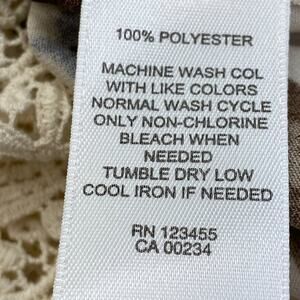 100% POLYESTER
MACHINE WASH COL
WITH LIKE COLORS
NORMAL WASH CYCLE
ONLY NON-CHLORINE
BLEACH WHEN
NEEDED
TUMBLE DRY LOW
COOL IRON IF NEEDED
RN 123455
CA 00234